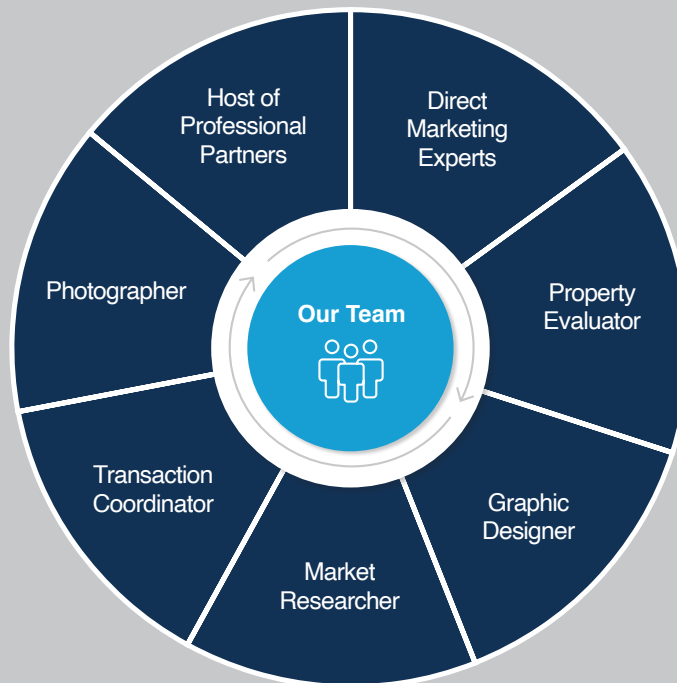 Host of
Professional
Partners
Direct
Marketing
Experts
Property
Evaluator
Graphic
Designer
Market
Researcher
Transaction
Coordinator
Photographer
Our Team